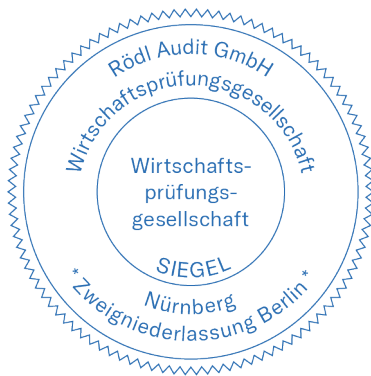 Rödl Audit GmbH
Wirtschaftsprüfungsgesellschaft
Wirtschafts-
prüfungs-
gesellschaft
SIEGEL
Nürnberg
* Zweigniederlassung Berlin *